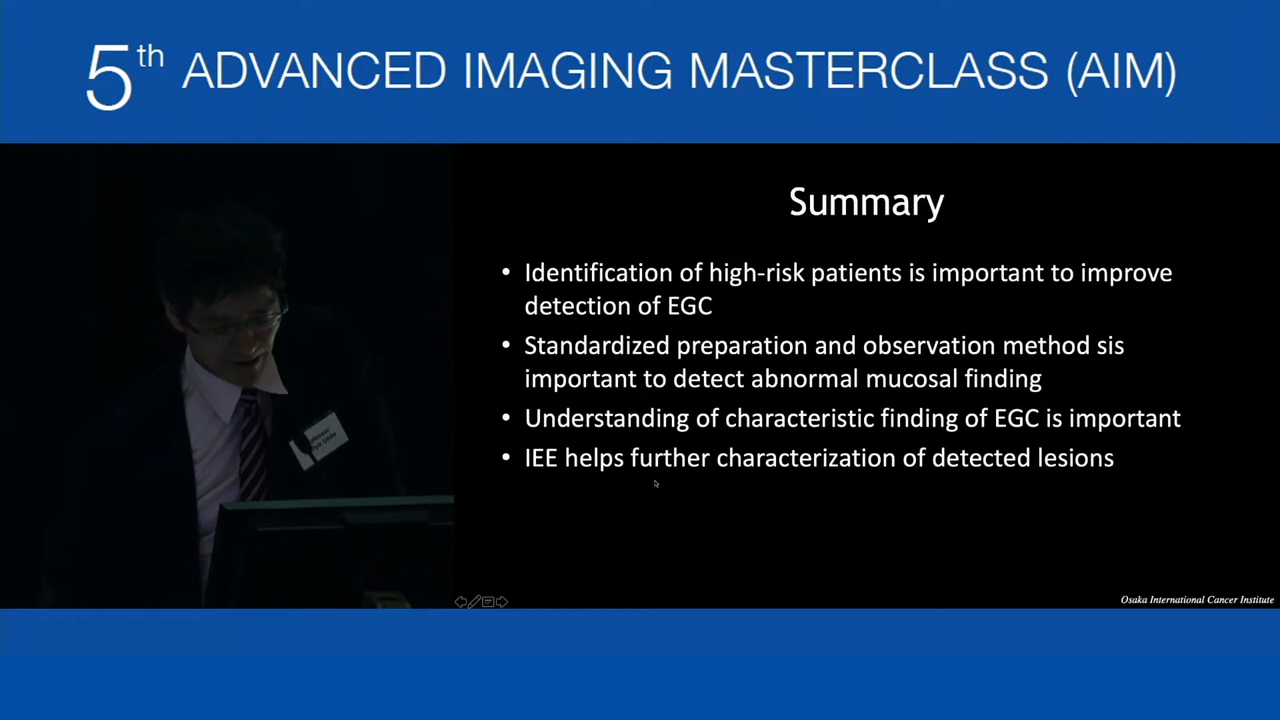 5th ADVANCED IMAGING MASTERCLASS (AIM)
Summary
• Identification of high-risk patients is important to improve
detection of EGC
• Standardized preparation and observation method sis
important to detect abnormal mucosal finding
• Understanding of characteristic finding of EGC is important
• IEE helps further characterization of detected lesions
Osaka International Cancer Institute